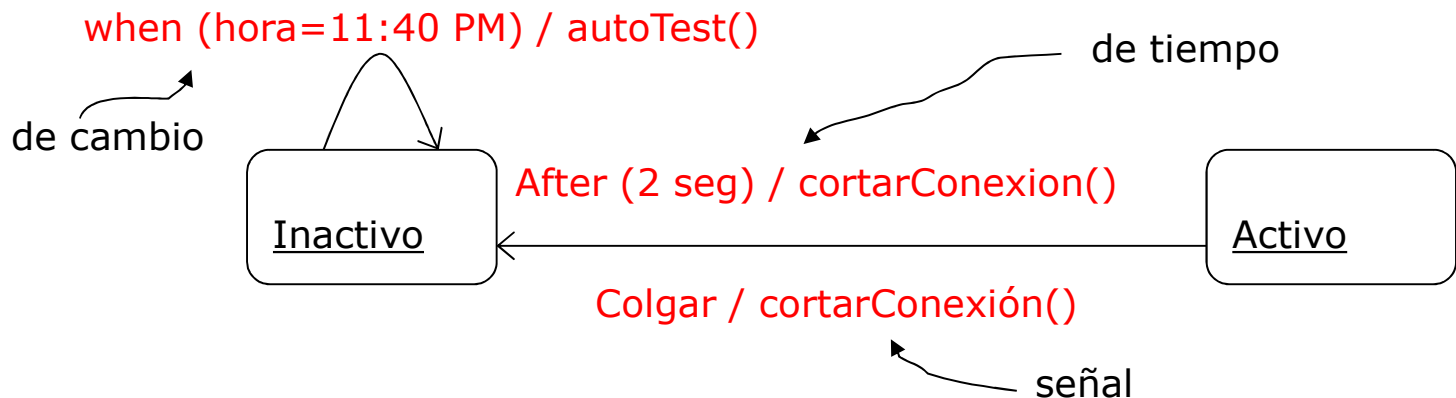 when (hora=11:40 PM) / autoTest()
de tiempo
de cambio
After (2 seg) / cortarConexion()
Inactivo
Activo
Colgar / cortarConexión()
señal